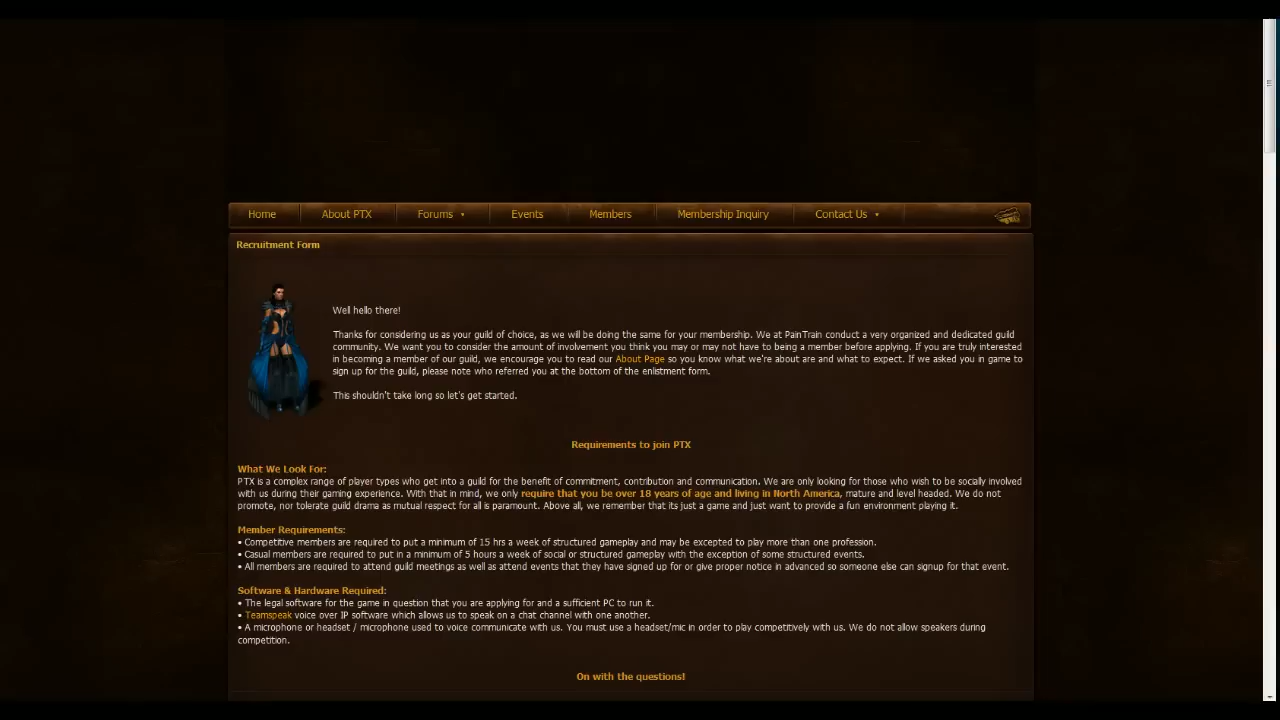 Home About PTX Forums Events Members Membership Inquiry Contact Us
Recruitment Form
Well hello there!
Thanks for considering us as your guild of choice, as we will be doing the same for your membership. We at PainTrain conduct a very organized and dedicated guild
community. We want you to consider the amount of involvement you think you may or may not have to being a member before applying. If you are truly interested
in becoming a member of our guild, we encourage you to read our About Page so you know what we're about are and what to expect. If we asked you in game to
sign up for the guild, please note who referred you at the bottom of the enlistment form.
This shouldn't take long so let's get started.
Requirements to join PTX
What We Look For:
PTX is a complex range of player types who get into a guild for the benefit of commitment, contribution and communication. We are only looking for those who wish to be socially involved
with us during their gaming experience. With that in mind, we only require that you be over 18 years of age and living in North America, mature and level headed. We do not
promote, nor tolerate guild drama as mutual respect for all is paramount. Above all, we remember that its just a game and just want to provide a fun environment playing it.
Member Requirements:
• Competitive members are required to put a minimum of 15 hrs a week of structured gameplay and may be excepted to play more than one profession.
• Casual members are required to put in a minimum of 5 hours a week of social or structured gameplay with the exception of some structured events.
• All members are required to attend guild meetings as well as attend events that they have signed up for or give proper notice in advanced so someone else can signup for that event.
Software & Hardware Required:
• The legal software for the game in question that you are applying for and a sufficient PC to run it.
• Teamspeak voice over IP software which allows us to speak on a chat channel with one another.
• A microphone or headset / microphone used to voice communicate with us. You must use a headset/mic in order to play competitively with us. We do not allow speakers during
competition.
On with the questions!